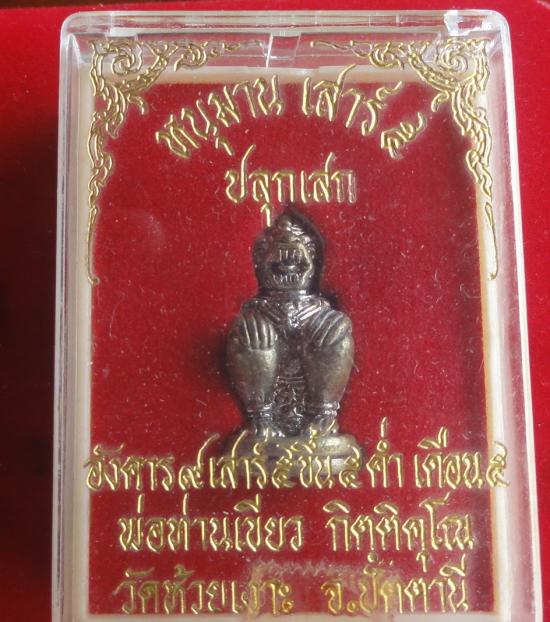 หนุมาน เสาร์ ๕
ปลุกเสก
อังคาร๙ เสาร์ ๕ขึ้น ๕ ค่ำ เดือน ๕
พ่อท่านเขียว กิตฺติคุโณ
วัดห้วยเงาะ จ.ปัตตานี